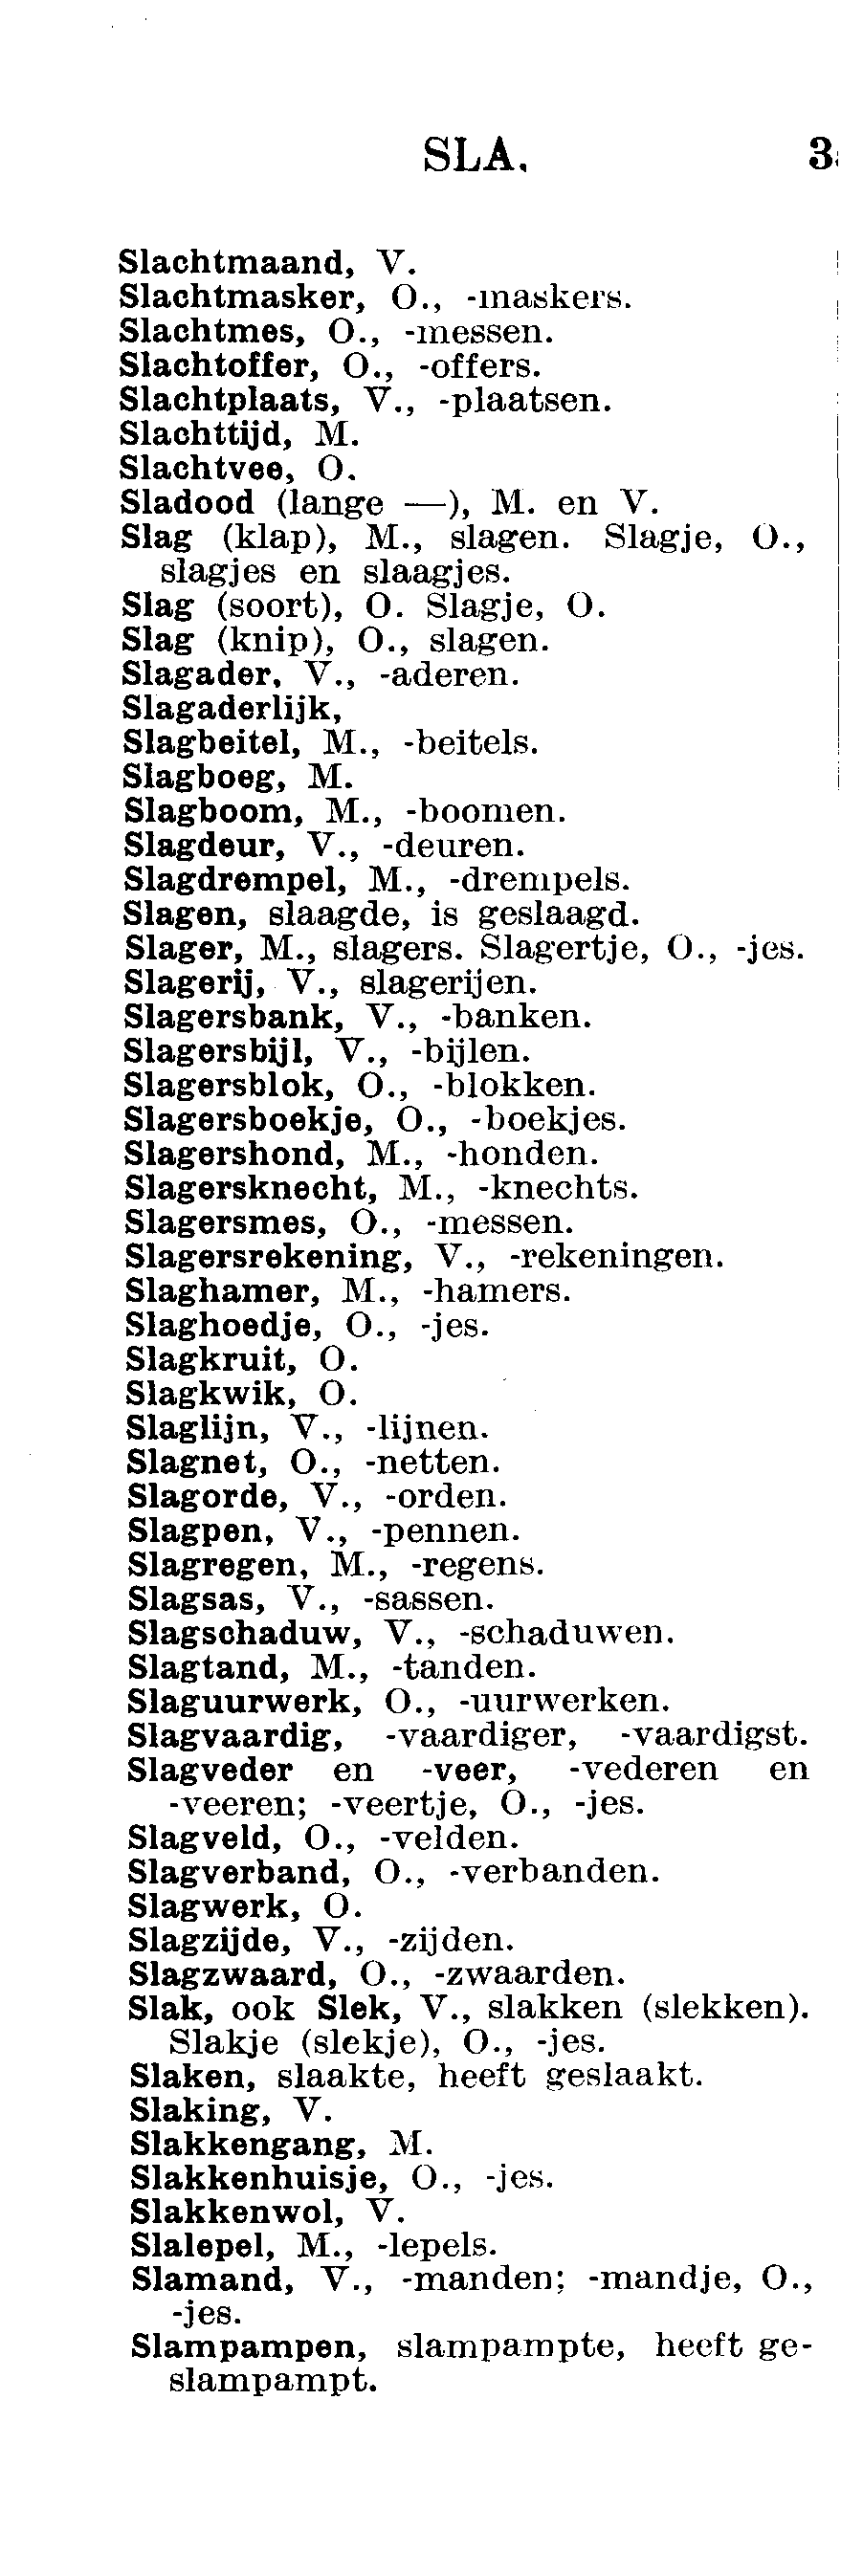 SLA.
Slachtmaand, V.
Slachtmasker, O., -maskers.
Slachtmes, O., -messen.
Slachtoffer, O., -offers.
Slachtplaats, V., -plaatsen.
Slachttijd, M.
Slachtvee, O.
Sladood (lange —), M. en V.
Slag (klap), M., slagen. Slagje, O.,
slagjes en slaagjes.
Slag (soort), O. Slagje, O.
Slag (knip), O., slagen.
Slagader, V., -aderen.
Slagaderlijk,
Slagbeitel, M., -beitels.
Slagboeg, M.
Slagboom, M., -boomen.
Slagdeur, V., -deuren.
Slagdrempel, M., -drempels.
Slagen, slaagde, is geslaagd.
Slager, M., slagers. Slagertje, O., -jes.
Slagerij, V., slagerijen.
Slagersbank, V., -banken.
Slagersbijl, V., -bijlen.
Slagersblok, O., -blokken.
Slagersboekje, O., -boekjes.
Slagershond, M., -honden.
Slagersknecht, M., -knechts.
Slagersmes, O., -messen.
Slagersrekening, V., -rekeningen.
Slaghamer, M., -hamers.
Slaghoedje, O., -jes.
Slagkruit, O.
Slagkwik, O.
Slaglijn, V., -lijnen.
Slagnet, O., -netten.
Slagorde, V., -orden.
Slagpen, V., -pennen.
Slagregen, M., -regens.
Slagsas, V., -sassen.
Slagschaduw, V., -schaduwen.
Slagtand, M., -tanden.
Slaguurwerk, O., -uurwerken.
Slagvaardig, -vaardiger, -vaardigst.
Slagveder en -veer, -vederen en
-veeren; -veertje, O., -jes.
Slagveld, O., -velden.
Slagverband, O., -verbanden.
Slagwerk, O.
Slagzijde, V., -zijden.
Slagzwaard, O., -zwaarden.
Slak, ook Slek, V., slakken (slekken).
Slakje (slekje), O., -jes.
Slaken, slaakte, heeft geslaakt.
Slaking, V.
Slakkengang, M.
Slakkenhuisje, O., -jes.
Slakkenwol, V.
Slalepel, M., -lepels.
Slamand, V., -manden; -mandje, O.,
-jes.
Slampampen, slampampte, heeft ge-
slampampt.